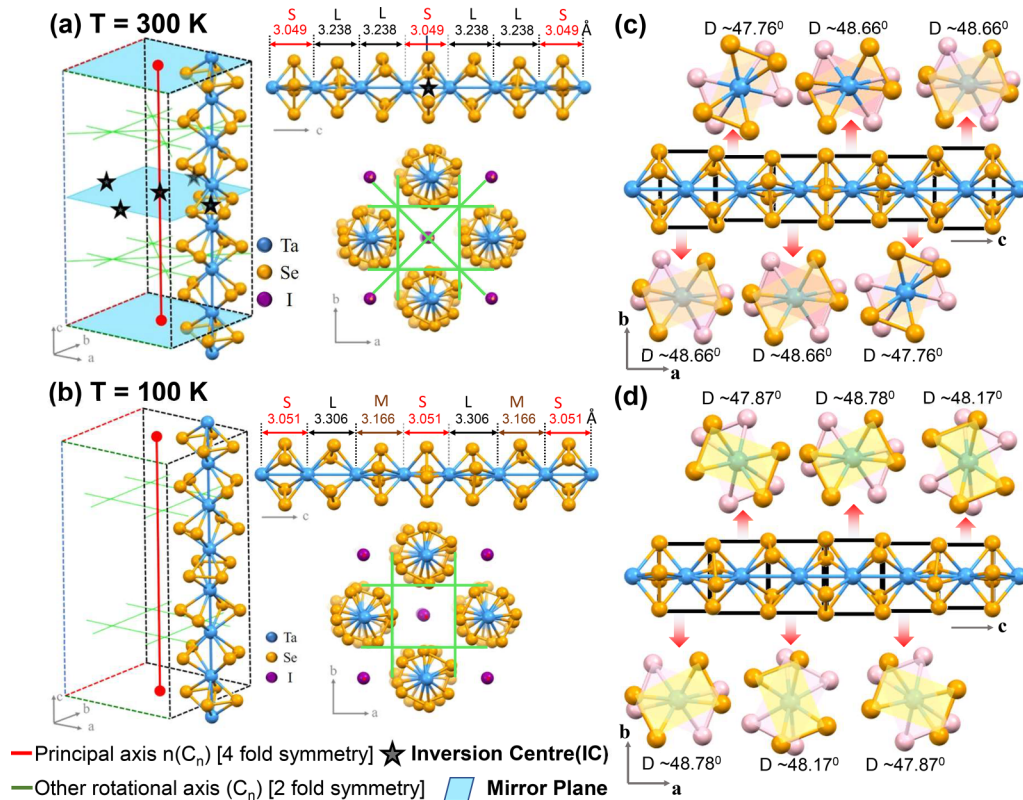 (a) T = 300 K
S L L S L L S
3.049 3.238 3.238 3.049 3.238 3.238 3.049 Å
c
c
b
a
Ta
Se
I
b
a
(b) T = 100 K
S L M S L M S
3.051 3.306 3.166 3.051 3.306 3.166 3.051 Å
c
c
b
a
Ta
Se
I
b
a
(c)
D ~47.76⁰ D ~48.66⁰ D ~48.66⁰
c
D ~48.66⁰ D ~48.66⁰ D ~47.76⁰
b
a
(d)
D ~47.87⁰ D ~48.78⁰ D ~48.17⁰
c
D ~48.78⁰ D ~48.17⁰ D ~47.87⁰
b
a
Principal axis n(Cₙ) [4 fold symmetry] Inversion Centre(IC)
Other rotational axis (Cₙ) [2 fold symmetry] Mirror Plane